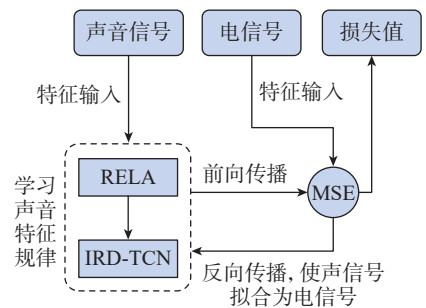 声音信号
电信号
损失值
特征输入
特征输入
学习
声音
特征
规律
RELA
IRD-TCN
前向传播
MSE
反向传播, 使声信号
拟合为电信号